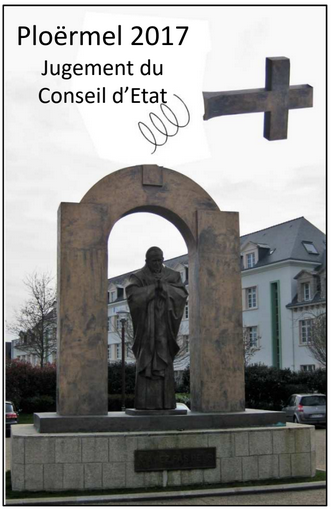 Ploërmel 2017
Jugement du
Conseil d’Etat